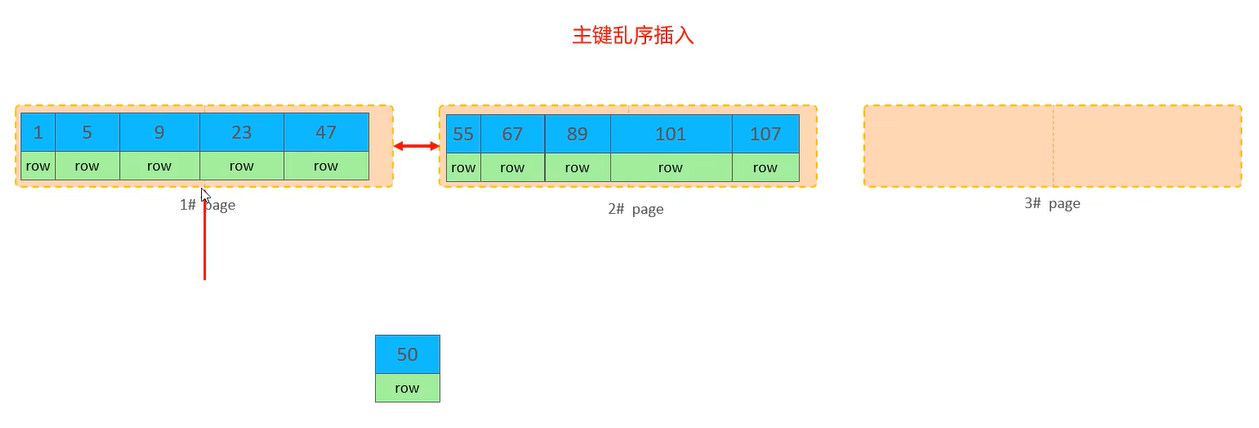 主键乱序插入
1 5 9 23 47
row row row row row
55 67 89 101 107
row row row row row
1# page
2# page
3# page
50
row